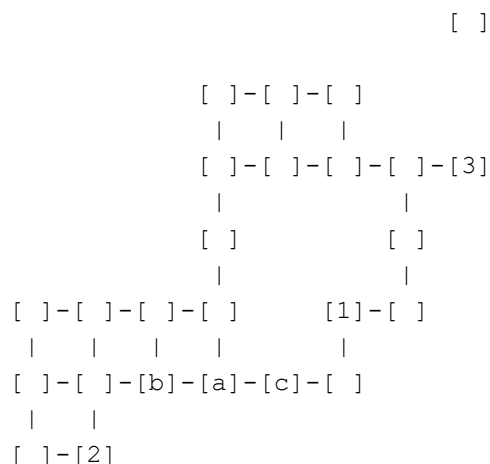 [ ]

            [ ]-[ ]-[ ]
             |   |   |
            [ ]-[ ]-[ ]-[ ]-[3]
             |           |
            [ ]         [ ]
             |           |
[ ]-[ ]-[ ]-[ ]     [1]-[ ]
 |   |   |   |       |
[ ]-[ ]-[b]-[a]-[c]-[ ]
 |   |
[ ]-[2]